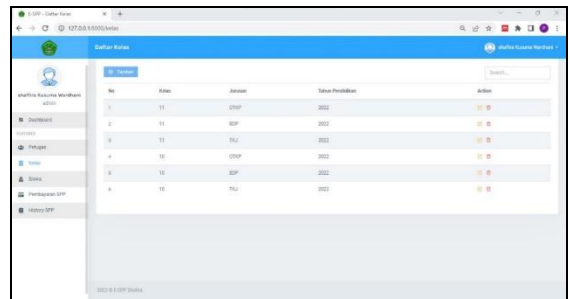 E-SPP - Daftar Kelas
127.0.0.1:8000/kelas
Daftar Kelas
shafira Kusuma Wardhani
shafira Kusuma Wardhani
admin
Dashboard
Petugas
Kelas
Siswa
Pembayaran SPP
History SPP
Tambah
Search...
No Kelas Jurusan Tahun Pendidikan Action
1 11 OTKP 2022
2 11 BDP 2022
3 11 TKJ 2022
4 10 OTKP 2022
5 10 BDP 2022
6 10 TKJ 2022
2022 © E-SPP